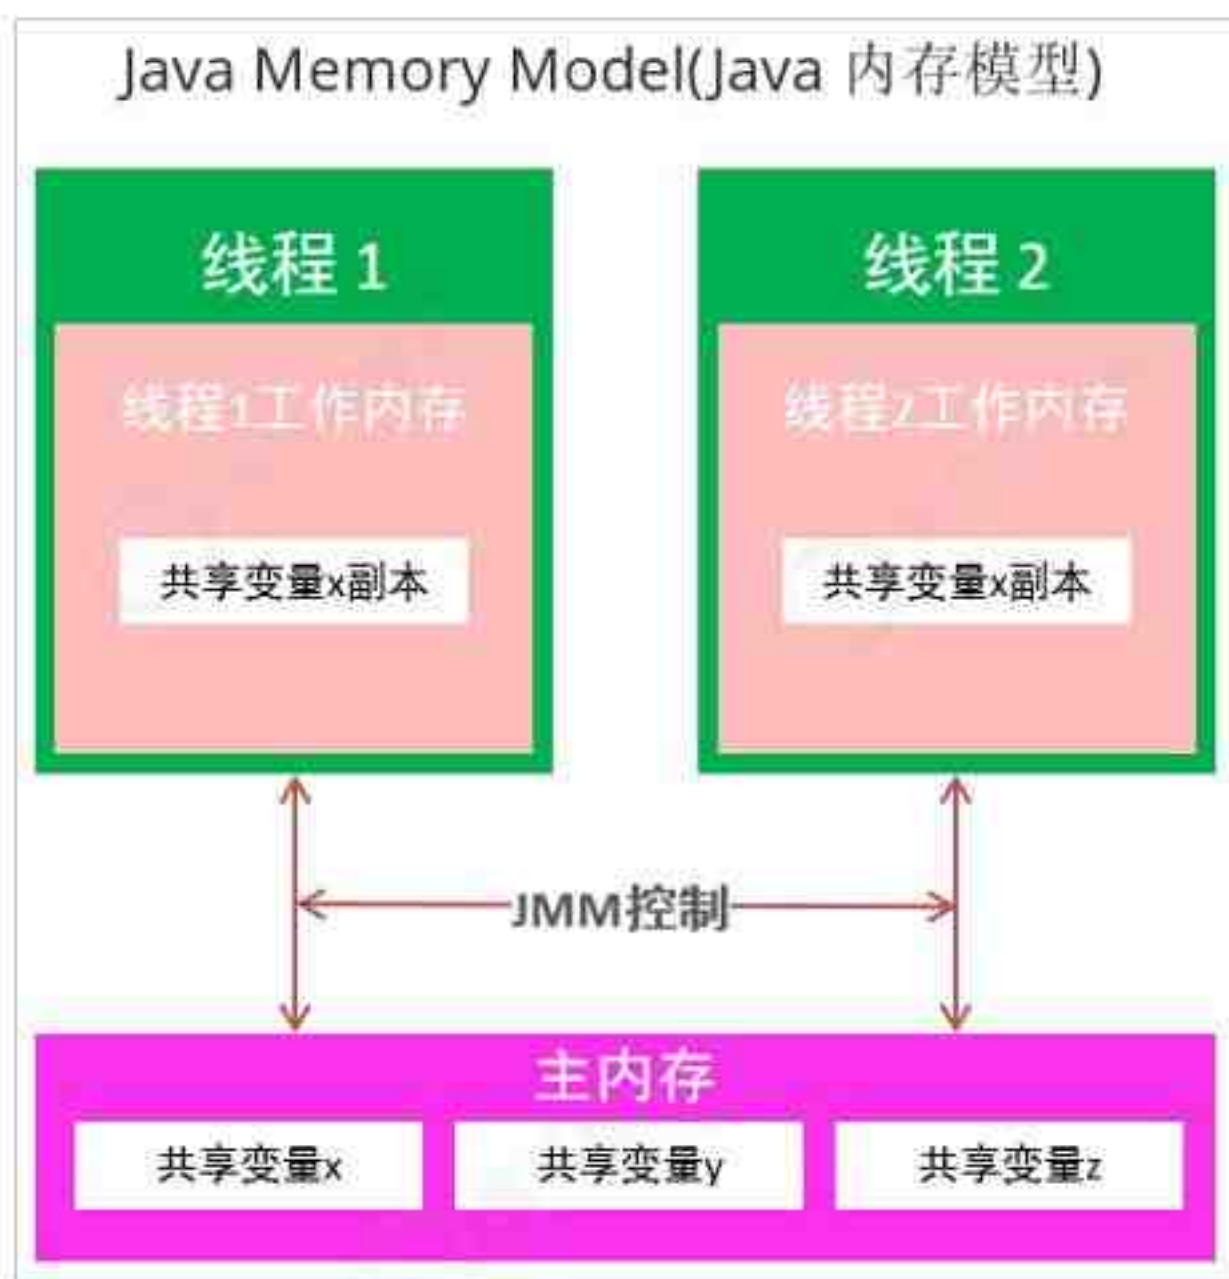 Java Memory Model(Java 内存模型)
线程 1
线程 2
线程1工作内存
线程2工作内存
共享变量x副本
共享变量x副本
JMM控制
主内存
共享变量x
共享变量y
共享变量z